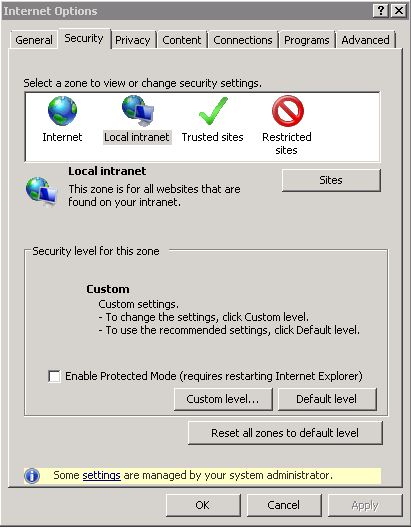 Internet Options
General Security Privacy Content Connections Programs Advanced
Select a zone to view or change security settings.
Internet Local intranet Trusted sites Restricted sites
Local intranet
This zone is for all websites that are
found on your intranet.
Sites
Security level for this zone
Custom
Custom settings.
- To change the settings, click Custom level.
- To use the recommended settings, click Default level.
Enable Protected Mode (requires restarting Internet Explorer)
Custom level... Default level
Reset all zones to default level
Some settings are managed by your system administrator.
OK Cancel Apply